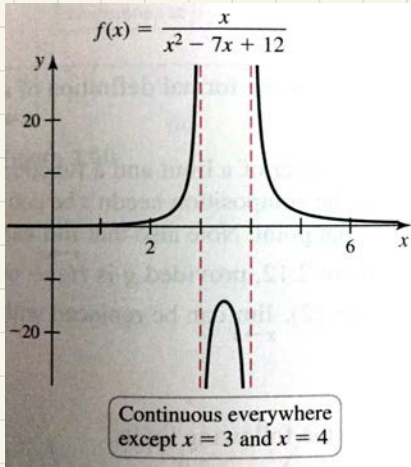 f(x) = x / (x² − 7x + 12)
y
20
2
6
x
−20
Continuous everywhere
except x = 3 and x = 4